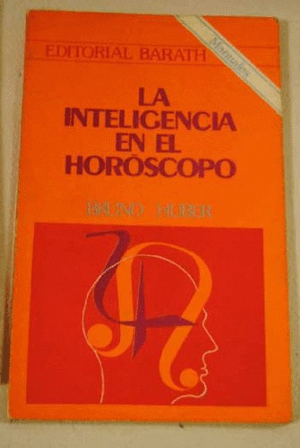 EDITORIAL BARATH
Manuales
LA
INTELIGENCIA
EN EL
HORÓSCOPO
BRUNO HUBER